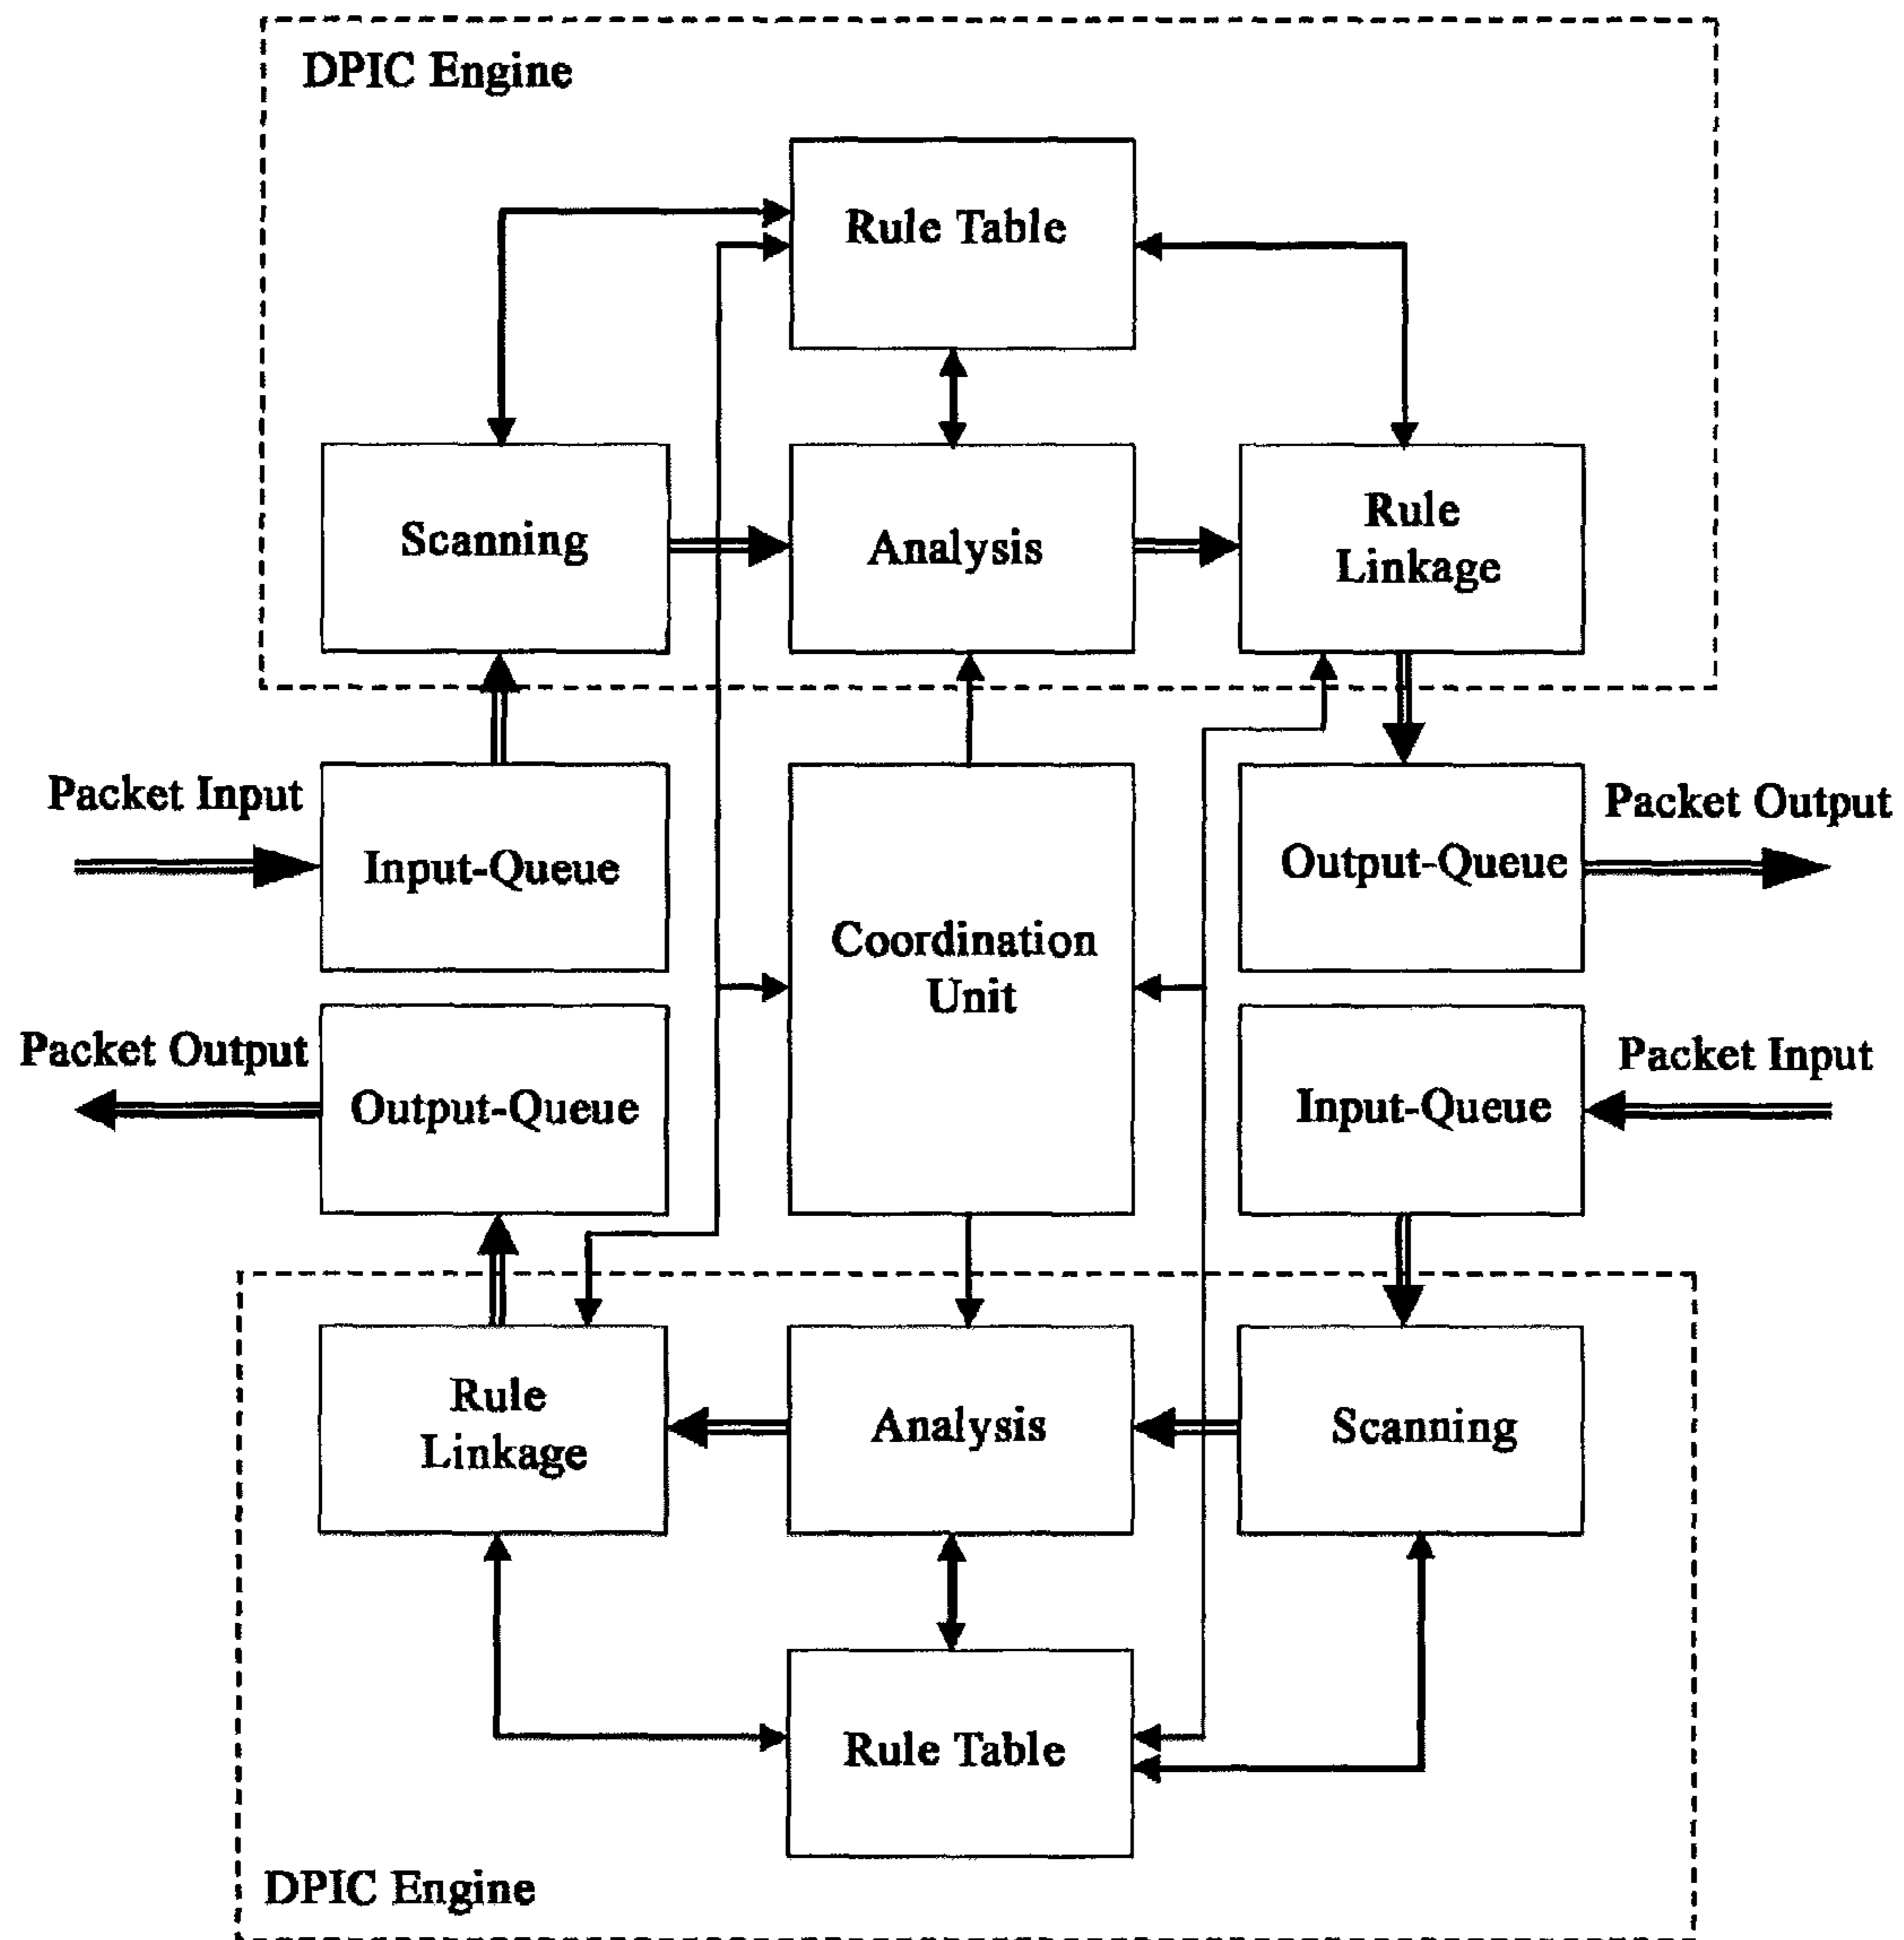 DPIC Engine
Rule Table
Scanning
Analysis
Rule
Linkage
Packet Input
Input-Queue
Coordination
Unit
Output-Queue
Packet Output
Packet Output
Output-Queue
Input-Queue
Packet Input
Rule
Linkage
Analysis
Scanning
Rule Table
DPIC Engine